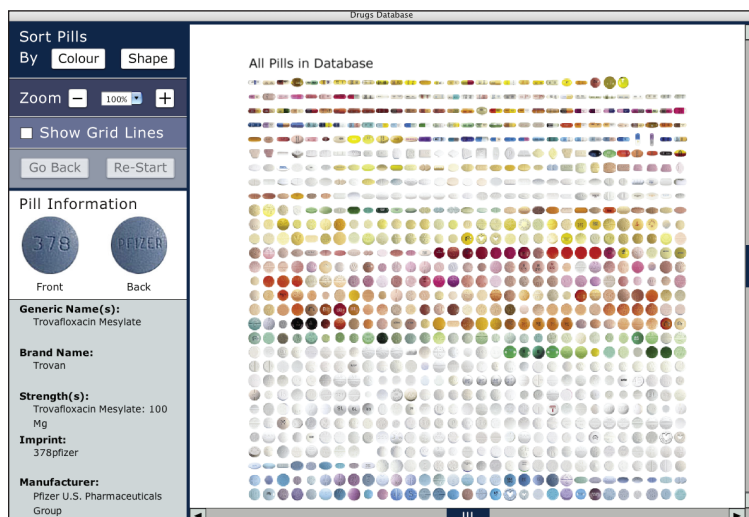 Drugs Database
Sort Pills
By Colour Shape
Zoom − 100% +
Show Grid Lines
Go Back Re-Start
Pill Information
378 PFIZER
Front Back
Generic Name(s):
Trovafloxacin Mesylate
Brand Name:
Trovan
Strength(s):
Trovafloxacin Mesylate: 100
Mg
Imprint:
378pfizer
Manufacturer:
Pfizer U.S. Pharmaceuticals
Group
All Pills in Database